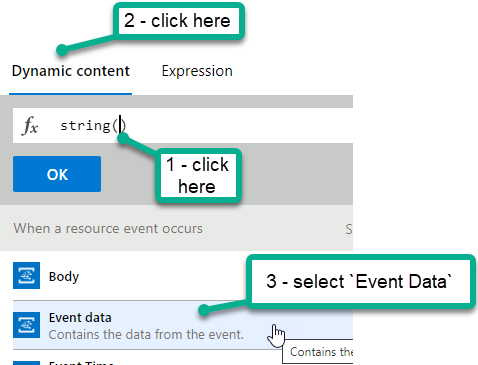 2 - click here
Dynamic content
Expression
fx string()
1 - click
here
OK
When a resource event occurs
S
Body
3 - select `Event Data`
Event data
Contains the data from the event.
Contains the
Event Time